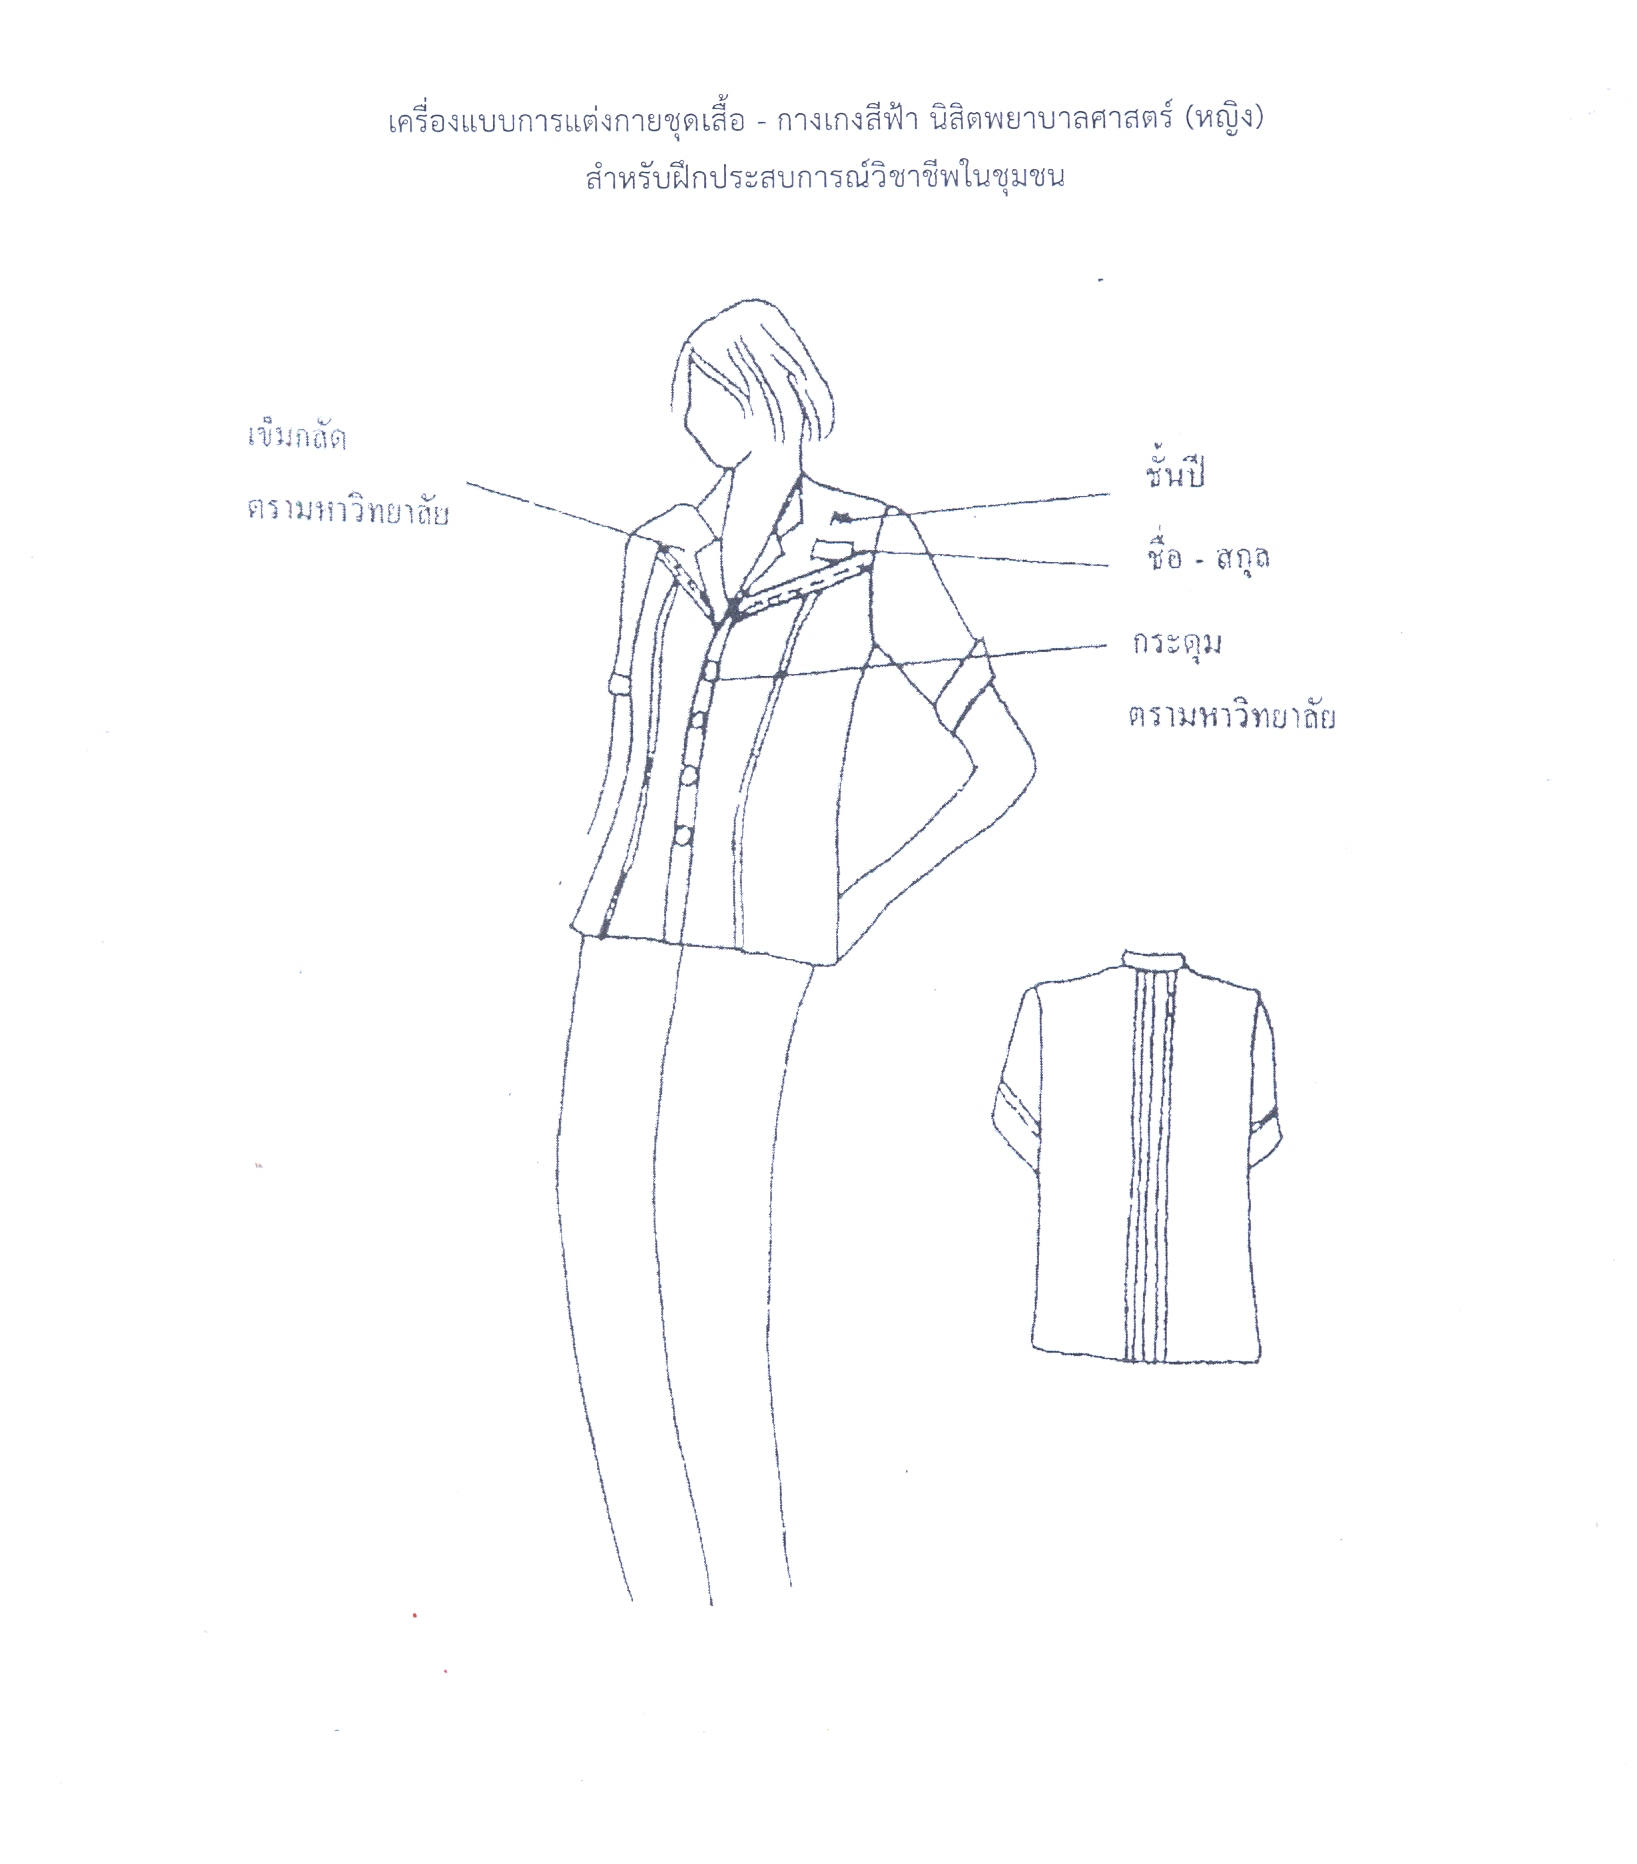 เครื่องแบบการแต่งกายชุดเสื้อ - กางเกงสีฟ้า นิสิตพยาบาลศาสตร์ (หญิง)
สำหรับฝึกประสบการณ์วิชาชีพในชุมชน
เข็มกลัด
ตรามหาวิทยาลัย
ชั้นปี
ชื่อ - สกุล
กระดุม
ตรามหาวิทยาลัย